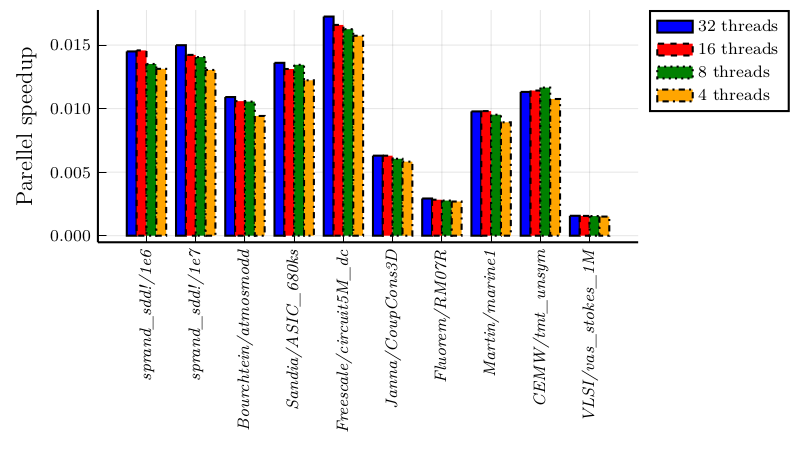 Parellel speedup
0.015
0.010
0.005
0.000
sprand_sdd!/1e6
sprand_sdd!/1e7
Bourchtein/atmosmodd
Sandia/ASIC_680ks
Freescale/circuit5M_dc
Janna/CoupCons3D
Fluorem/RM07R
Martin/marine1
CEMW/tmt_unsym
VLSI/vas_stokes_1M
32 threads
16 threads
8 threads
4 threads